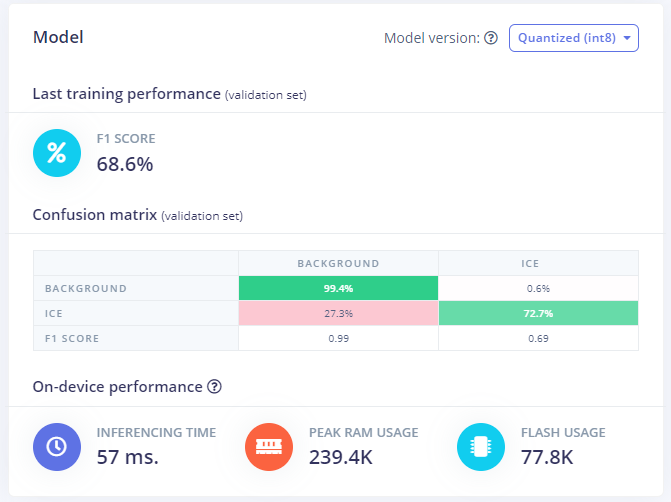 Model
Model version: ? Quantized (int8)
Last training performance (validation set)
%
F1 SCORE
68.6%
Confusion matrix (validation set)
BACKGROUND ICE
BACKGROUND 99.4% 0.6%
ICE 27.3% 72.7%
F1 SCORE 0.99 0.69
On-device performance ?
INFERENCING TIME
57 ms.
PEAK RAM USAGE
239.4K
FLASH USAGE
77.8K